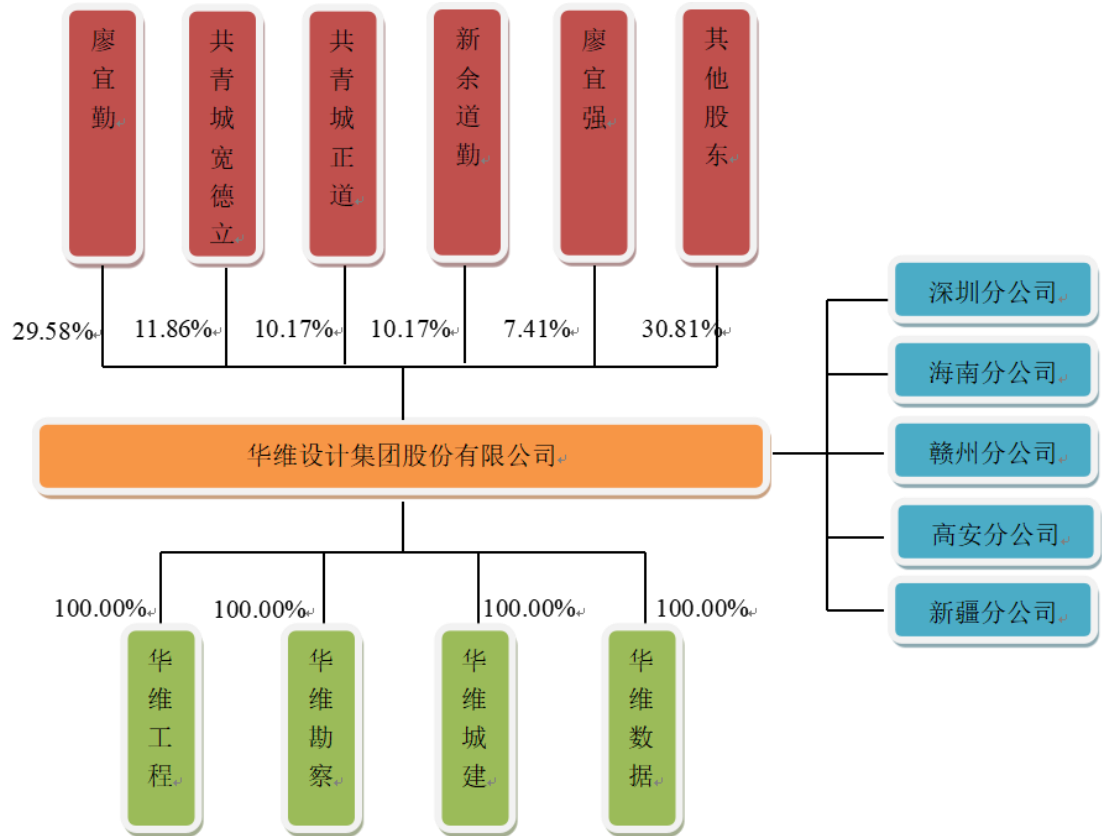 廖宜勤
共青城宽德立
共青城正道
新余道勤
廖宜强
其他股东
29.58%
11.86%
10.17%
10.17%
7.41%
30.81%
华维设计集团股份有限公司
深圳分公司
海南分公司
赣州分公司
高安分公司
新疆分公司
100.00%
100.00%
100.00%
100.00%
华维工程
华维勘察
华维城建
华维数据